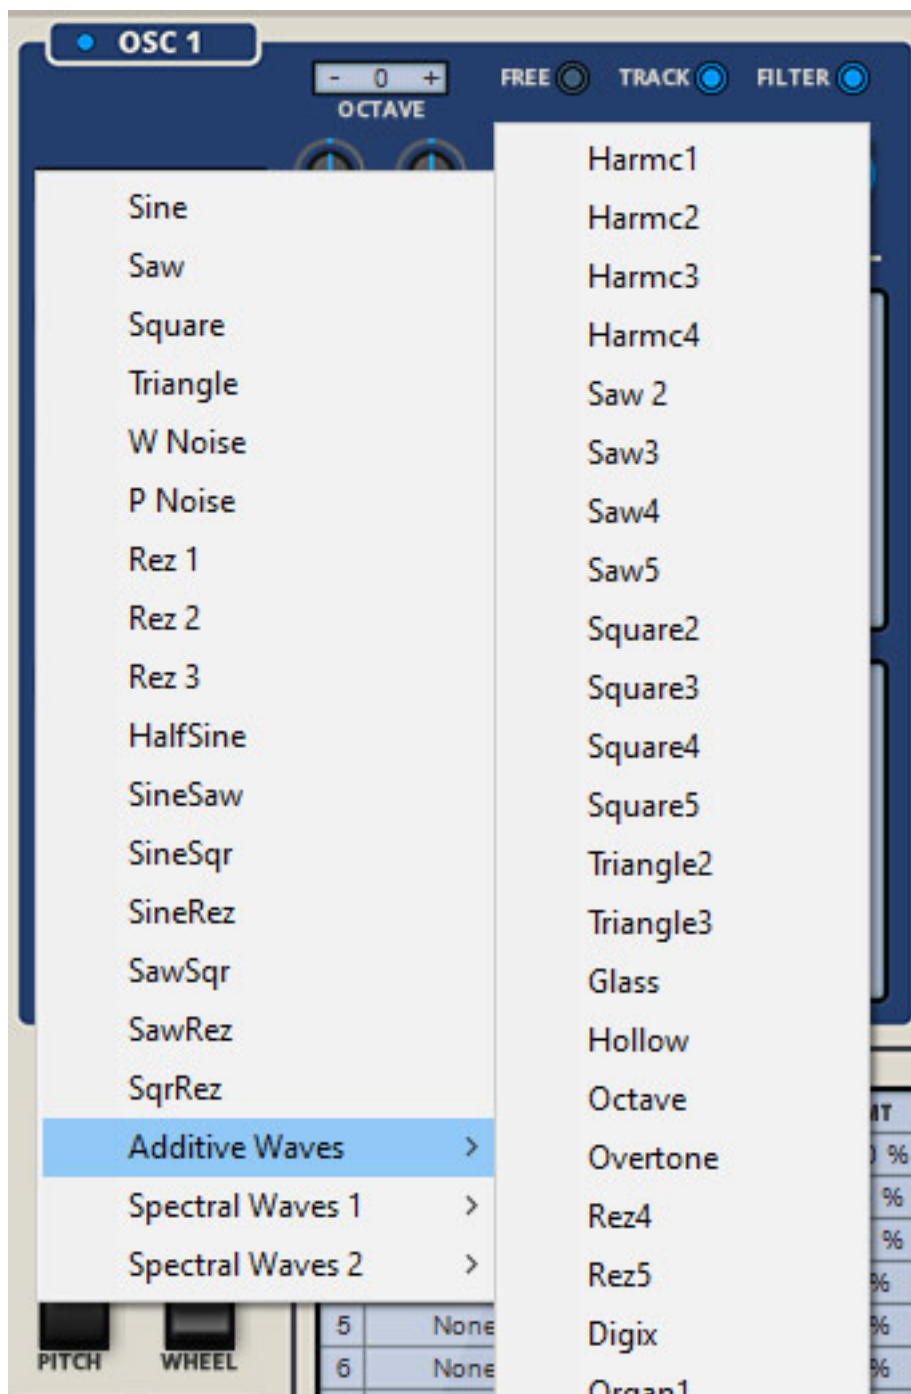 OSC 1
- 0 +
OCTAVE
FREE
TRACK
FILTER
Sine
Saw
Square
Triangle
W Noise
P Noise
Rez 1
Rez 2
Rez 3
HalfSine
SineSaw
SineSqr
SineRez
SawSqr
SawRez
SqrRez
Additive Waves >
Spectral Waves 1 >
Spectral Waves 2 >
Harmc1
Harmc2
Harmc3
Harmc4
Saw 2
Saw3
Saw4
Saw5
Square2
Square3
Square4
Square5
Triangle2
Triangle3
Glass
Hollow
Octave
Overtone
Rez4
Rez5
Digix
Organ1
%
%
%
%
%
%
5 None
6 None
PITCH
WHEEL